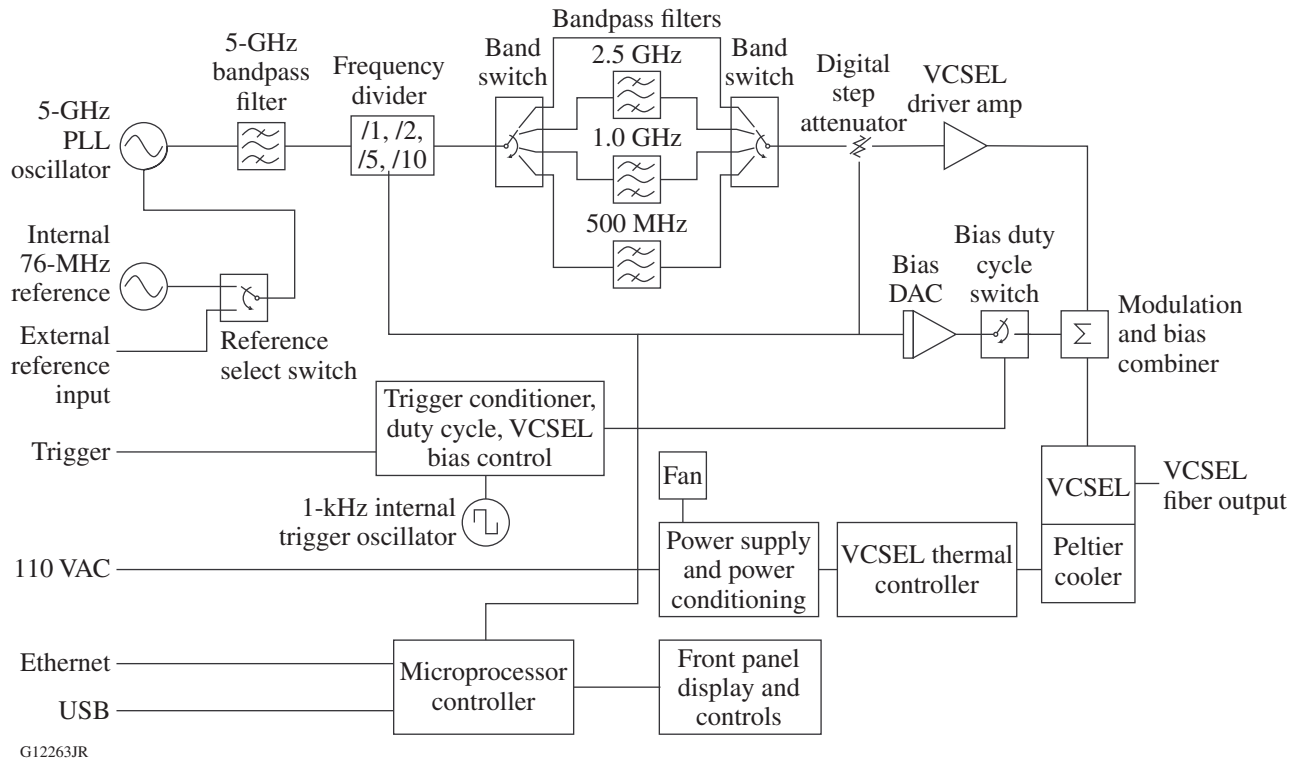 Bandpass filters
5-GHz
bandpass
filter
Frequency
divider
Band
switch
2.5 GHz
Band
switch
Digital
step
attenuator
VCSEL
driver amp
5-GHz
PLL
oscillator
/1, /2,
/5, /10
1.0 GHz
500 MHz
Internal
76-MHz
reference
Bias
DAC
Bias duty
cycle
switch
Σ
Modulation
and bias
combiner
External
reference
input
Reference
select switch
Trigger conditioner,
duty cycle, VCSEL
bias control
Trigger
Fan
VCSEL
VCSEL
fiber output
1-kHz internal
trigger oscillator
110 VAC
Power supply
and power
conditioning
VCSEL thermal
controller
Peltier
cooler
Ethernet
USB
Microprocessor
controller
Front panel
display and
controls
G12263JR